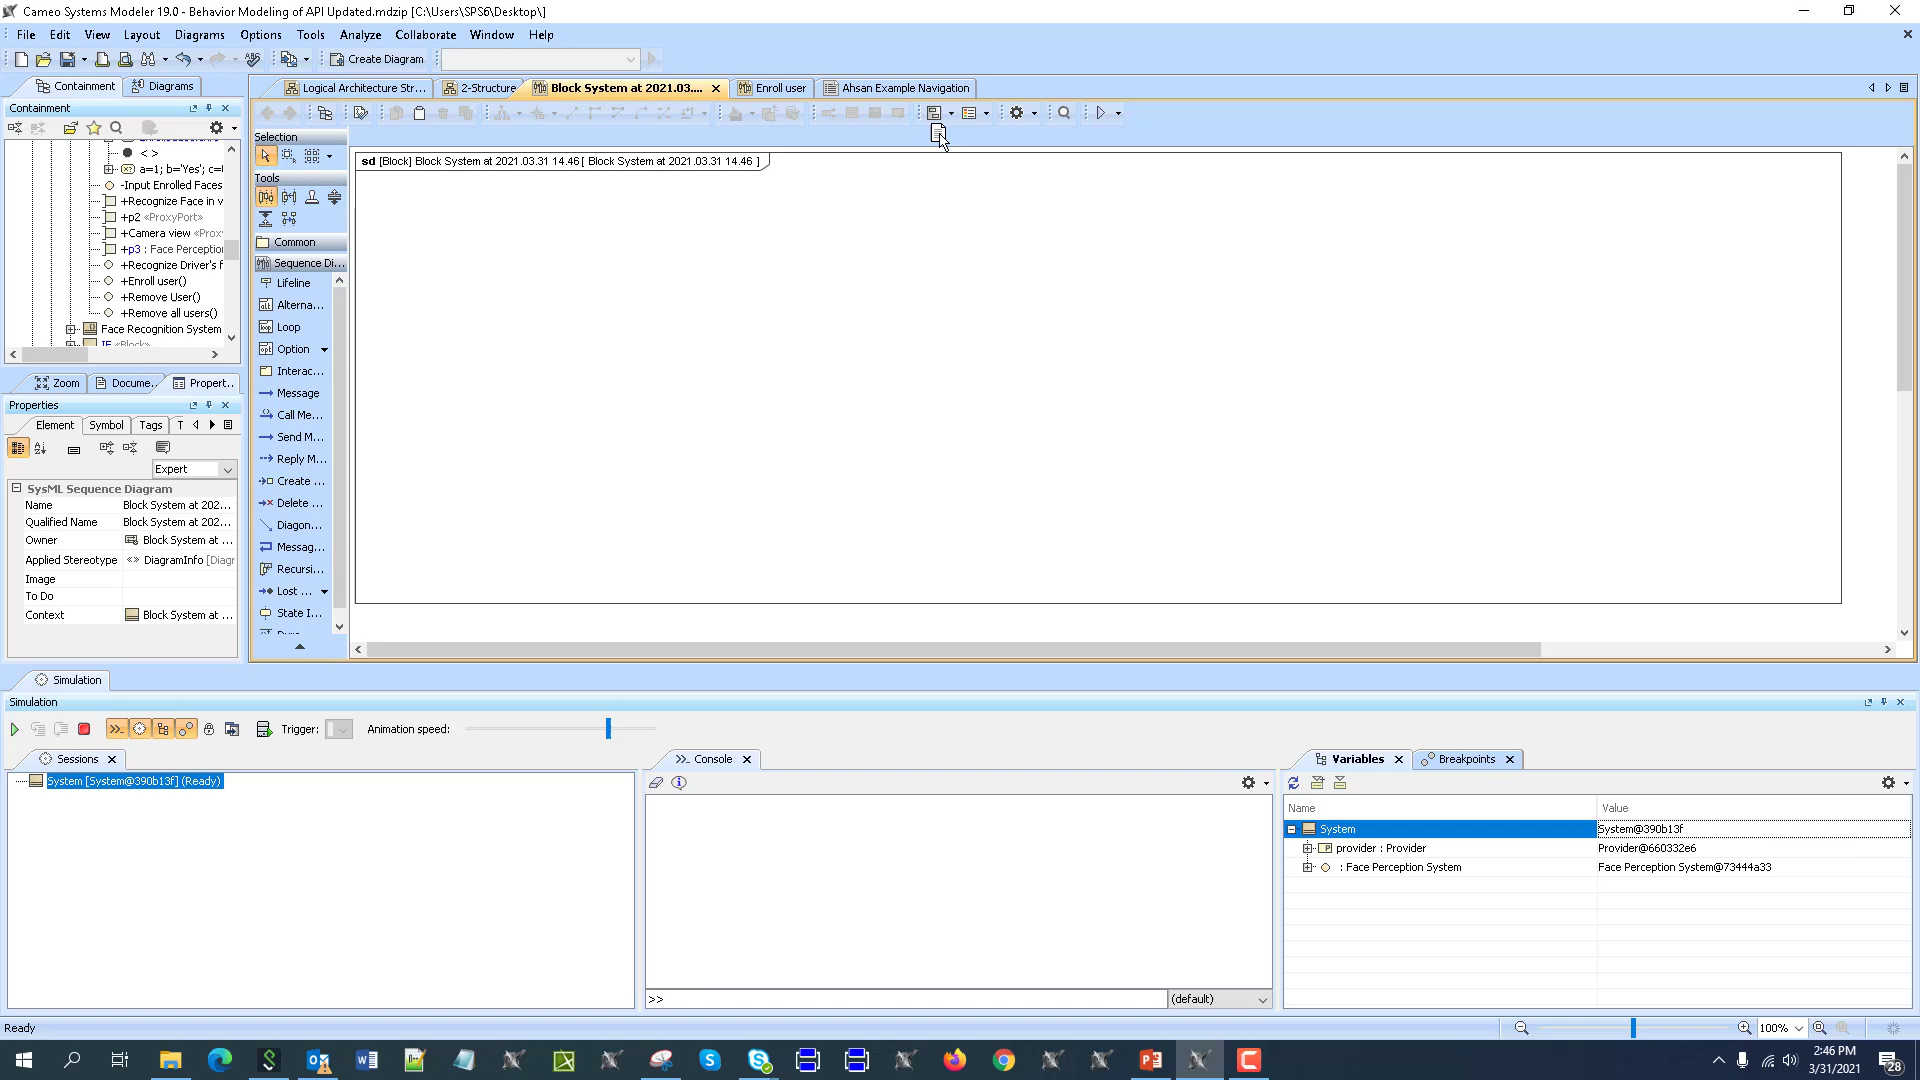 Cameo Systems Modeler 19.0 - Behavior Modeling of API Updated.mdzip [C:\Users\SPS6\Desktop\]
File Edit View Layout Diagrams Options Tools Analyze Collaborate Window Help
Create Diagram
Containment Diagrams
Logical Architecture Str... 2-Structure Block System at 2021.03.... Enroll user Ahsan Example Navigation
Containment
Selection
Tools
Common
Sequence Di...
Lifeline
Alterna...
Loop
Option
Interac...
Message
Call Me...
Send M...
Reply M...
Create ...
Delete ...
Diagon...
Messag...
Recursi...
Lost ...
State I...
sd [Block] Block System at 2021.03.31 14.46 [ Block System at 2021.03.31 14.46 ]
< >
a=1; b='Yes'; c=
-Input Enrolled Faces
+Recognize Face in v
+p2 «ProxyPort»
+Camera view «Prox
+p3 : Face Perceptio
+Recognize Driver's f
+Enroll user()
+Remove User()
+Remove all users()
Face Recognition System
IF «Block»
Zoom Docume... Propert...
Properties
Element Symbol Tags T
Expert
SysML Sequence Diagram
Name Block System at 202...
Qualified Name Block System at 202...
Owner Block System at ...
Applied Stereotype «» DiagramInfo [Diagr
Image
To Do
Context Block System at ...
Simulation
Simulation
Trigger: Animation speed:
Sessions
System [System@390b13f] (Ready)
Console
>>
(default)
Variables Breakpoints
Name Value
System System@390b13f
provider : Provider Provider@660332e6
: Face Perception System Face Perception System@73444a33
Ready
100%
2:46 PM
3/31/2021
28